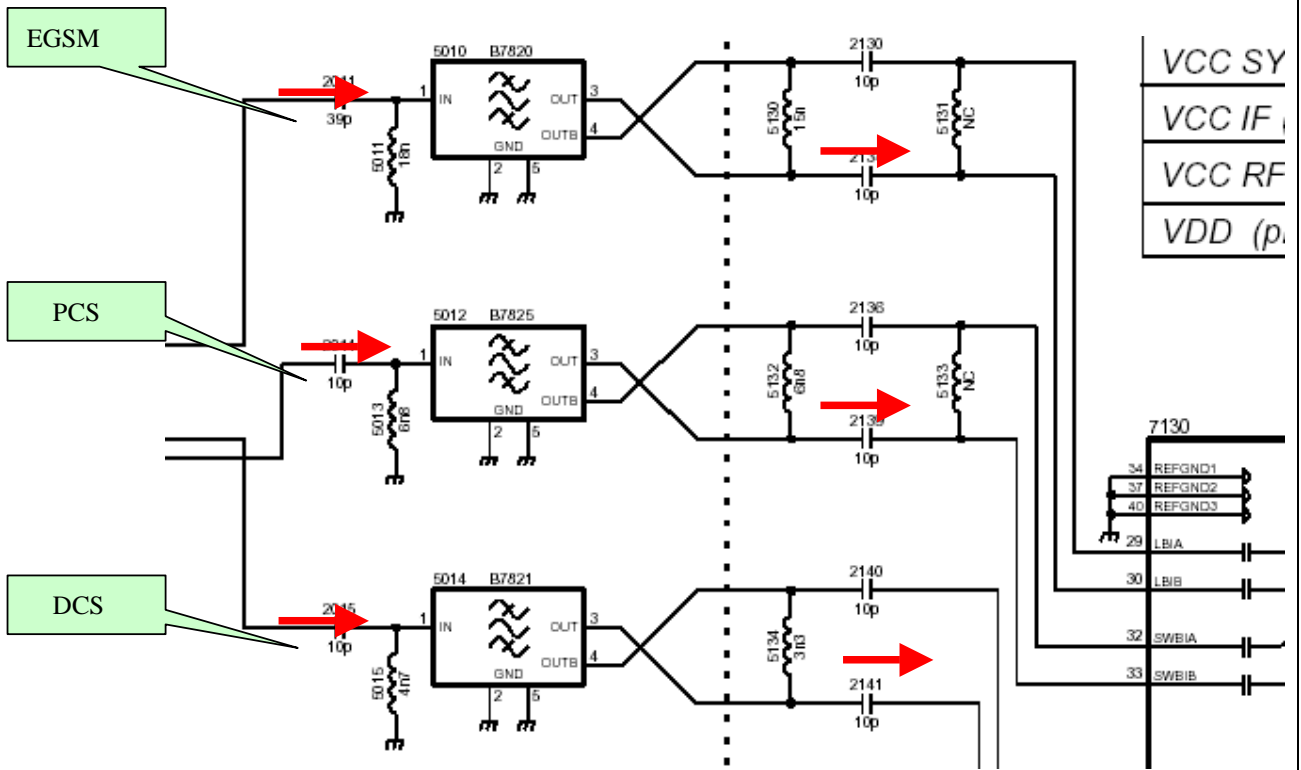 EGSM
5010 B7820
39p
1 IN
OUT 3
OUTB 4
GND
2 5
5011
18n
2130
10p
5130
15n
5131
NC
10p
VCC SY
VCC IF
VCC RF
VDD
PCS
5012 B7825
10p
1 IN
OUT 3
OUTB 4
GND
2 5
5013
6n8
2136
10p
5132
6n8
5133
NC
2139
10p
7130
34 REFGND1
37 REFGND2
40 REFGND3
29 LBIA
30 LBIB
32 SWBIA
33 SWBIB
DCS
5014 B7821
2015
10p
1 IN
OUT 3
OUTB 4
GND
2 5
5015
4n7
2140
10p
5134
3n3
2141
10p